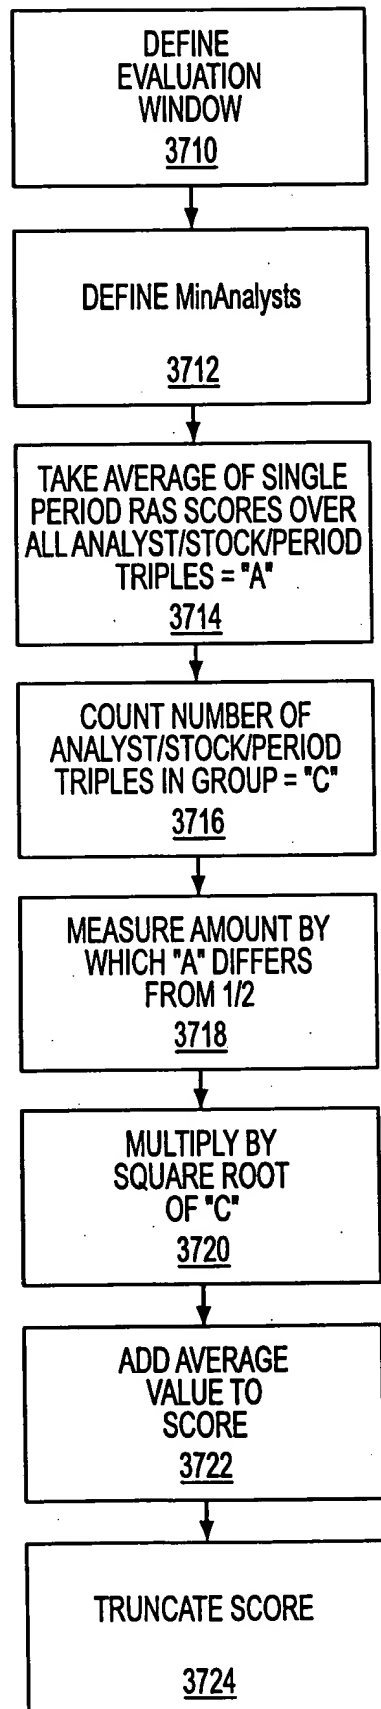 DEFINE
EVALUATION
WINDOW
3710
DEFINE MinAnalysts
3712
TAKE AVERAGE OF SINGLE
PERIOD RAS SCORES OVER
ALL ANALYST/STOCK/PERIOD
TRIPLES = "A"
3714
COUNT NUMBER OF
ANALYST/STOCK/PERIOD
TRIPLES IN GROUP = "C"
3716
MEASURE AMOUNT BY
WHICH "A" DIFFERS
FROM 1/2
3718
MULTIPLY BY
SQUARE ROOT
OF "C"
3720
ADD AVERAGE
VALUE TO
SCORE
3722
TRUNCATE SCORE
3724